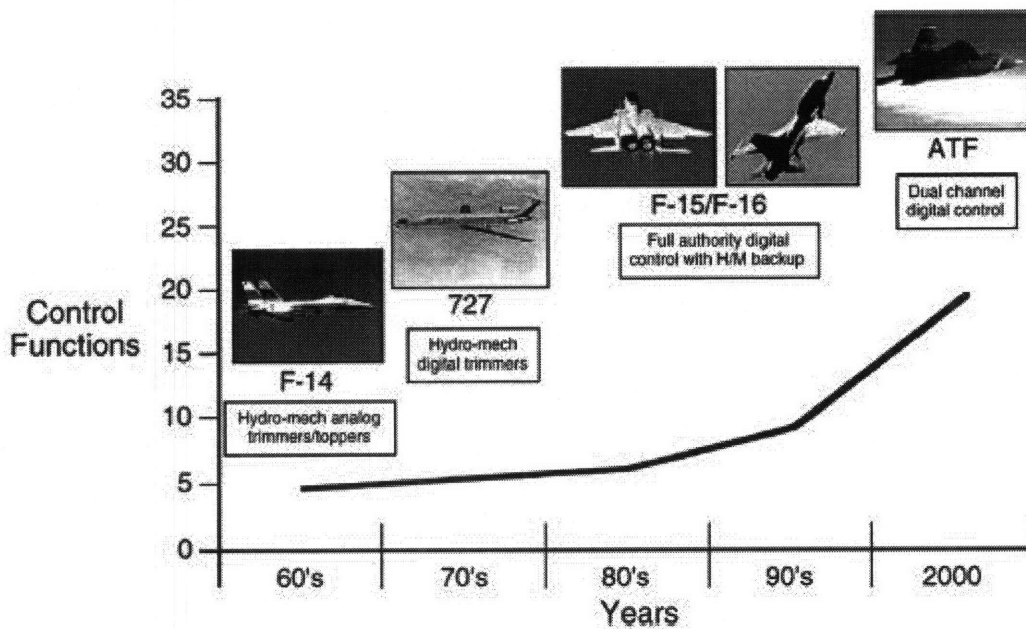 35
30
25
20
15
10
5
0
Control
Functions
F-14
Hydro-mech analog
trimmers/toppers
727
Hydro-mech
digital trimmers
F-15/F-16
Full authority digital
control with H/M backup
ATF
Dual channel
digital control
60's
70's
80's
90's
2000
Years